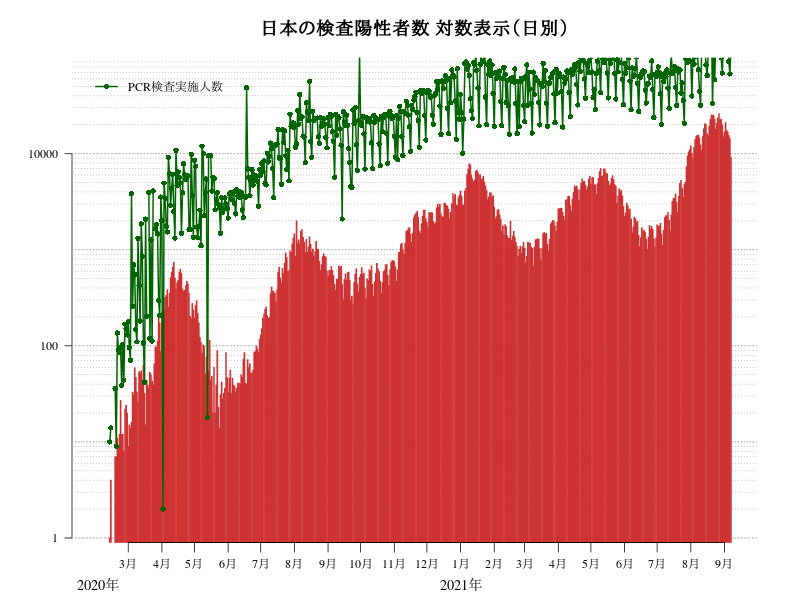 日本の検査陽性者数 対数表示（日別）
PCR検査実施人数
10000
100
1
3月 4月 5月 6月 7月 8月 9月 10月 11月 12月 1月 2月 3月 4月 5月 6月 7月 8月 9月
2020年 2021年